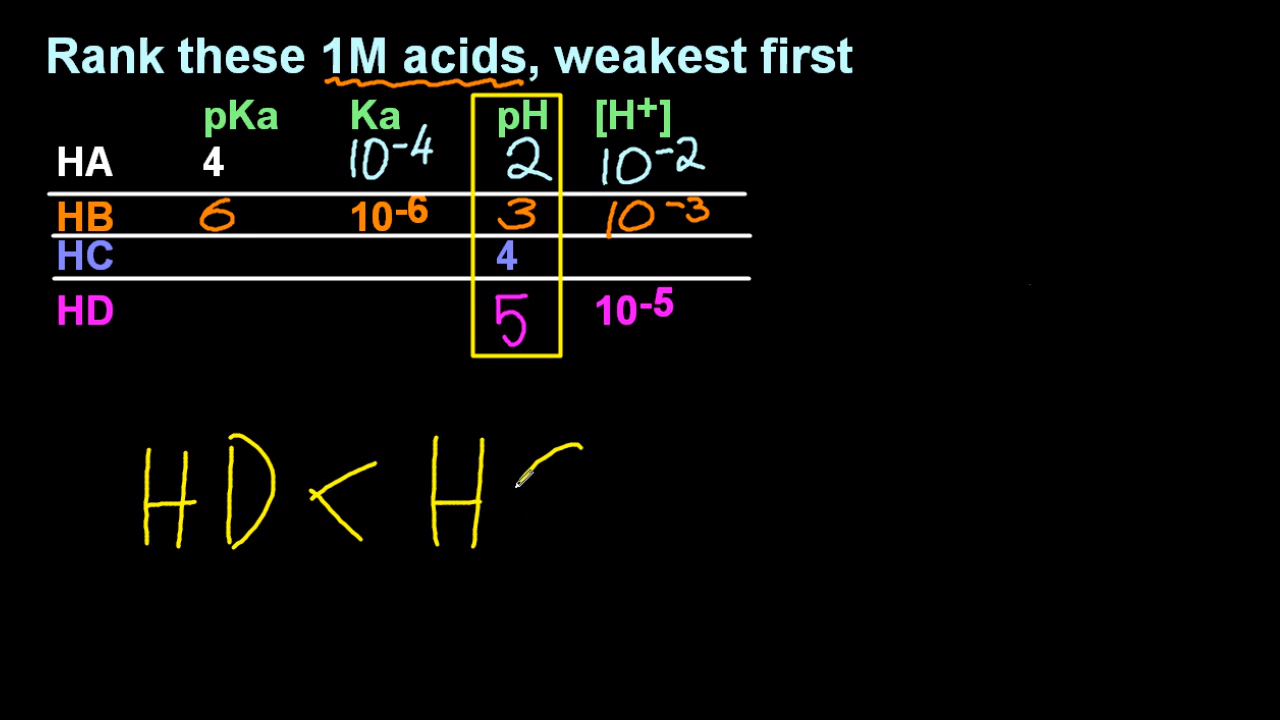 Rank these 1M acids, weakest first
pKa Ka pH [H+]
HA 4 10-4 2 10-2
HB 6 10-6 3 10-3
HC 4
HD 5 10-5
HD < H